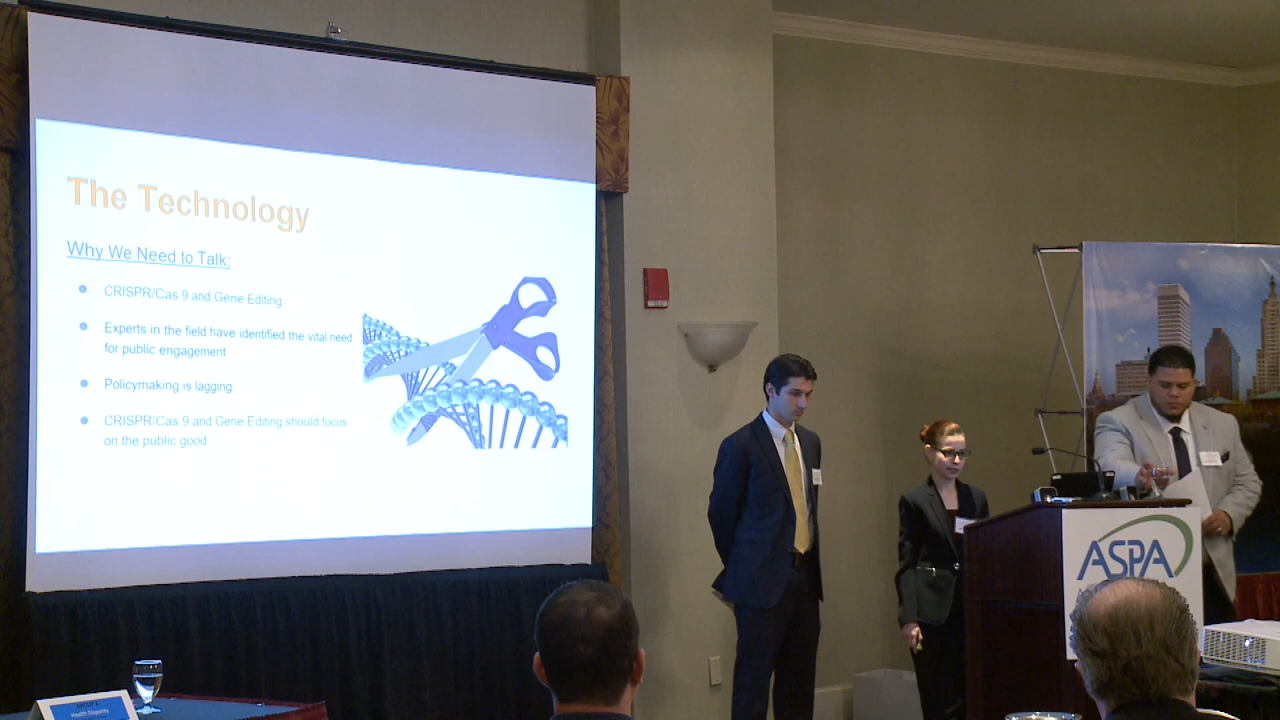 The Technology
Why We Need to Talk:
CRISPR/Cas 9 and Gene Editing
Experts in the field have identified the vital need
for public engagement
Policymaking is lagging
CRISPR/Cas 9 and Gene Editing should focus
on the public good
ASPA
Health Disparity